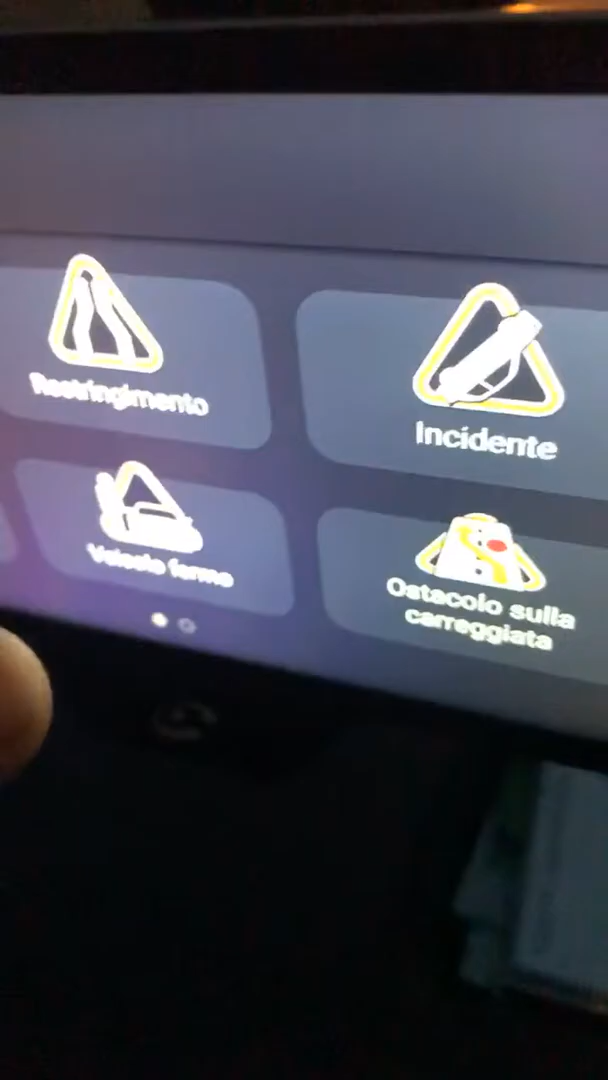 Restringimento
Incidente
Veicolo fermo
Ostacolo sulla
carreggiata